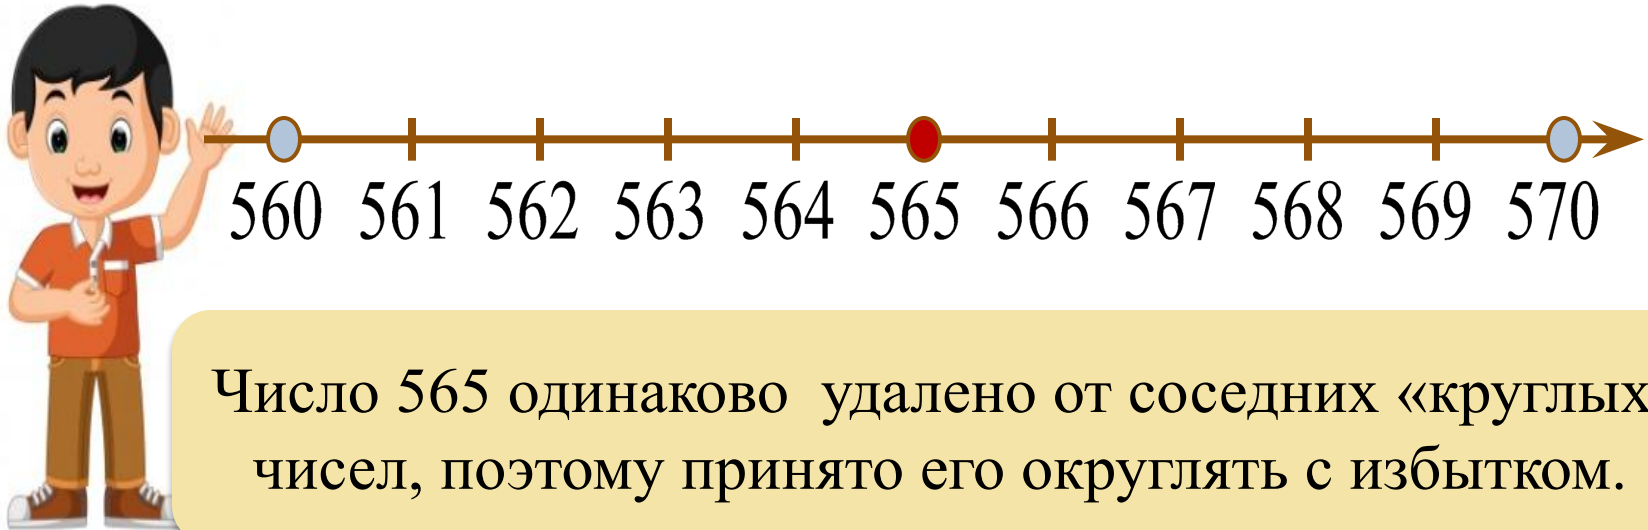 560 561 562 563 564 565 566 567 568 569 570
Число 565 одинаково удалено от соседних «круглых
чисел, поэтому принято его округлять с избытком.